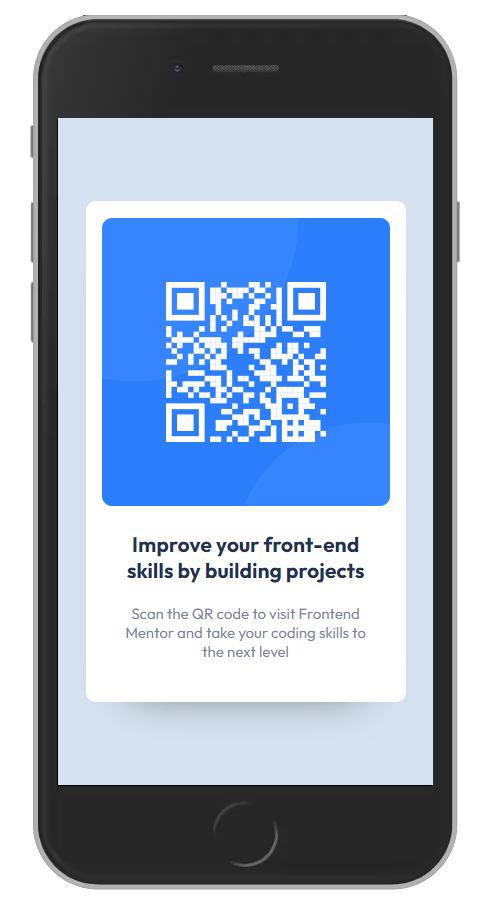 Improve your front-end
skills by building projects
Scan the QR code to visit Frontend
Mentor and take your coding skills to
the next level